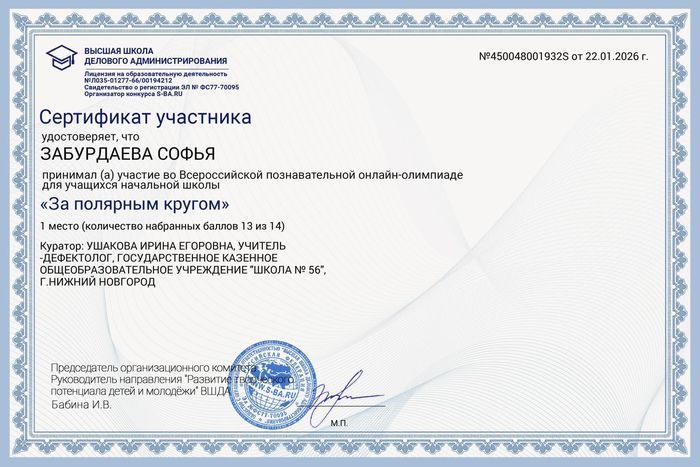 ВЫСШАЯ ШКОЛА
ДЕЛОВОГО АДМИНИСТРИРОВАНИЯ
Лицензия на образовательную деятельность
№Л035-01277-66/00194212
Свидетельство о регистрации ЭЛ № ФС77-70095
Организатор конкурса S-BA.RU
№450048001932S от 22.01.2026 г.
Сертификат участника
удостоверяет, что
ЗАБУРДАЕВА СОФЬЯ
принимал (а) участие во Всероссийской познавательной онлайн-олимпиаде
для учащихся начальной школы
«За полярным кругом»
1 место (количество набранных баллов 13 из 14)
Куратор: УШАКОВА ИРИНА ЕГОРОВНА, УЧИТЕЛЬ
-ДЕФЕКТОЛОГ, ГОСУДАРСТВЕННОЕ КАЗЕННОЕ
ОБЩЕОБРАЗОВАТЕЛЬНОЕ УЧРЕЖДЕНИЕ "ШКОЛА № 56",
Г.НИЖНИЙ НОВГОРОД
Председатель организационного комитета
Руководитель направления "Развитие творческого
потенциала детей и молодёжи" ВШДА
Бабина И.В.
S-BA.RU
М.П.